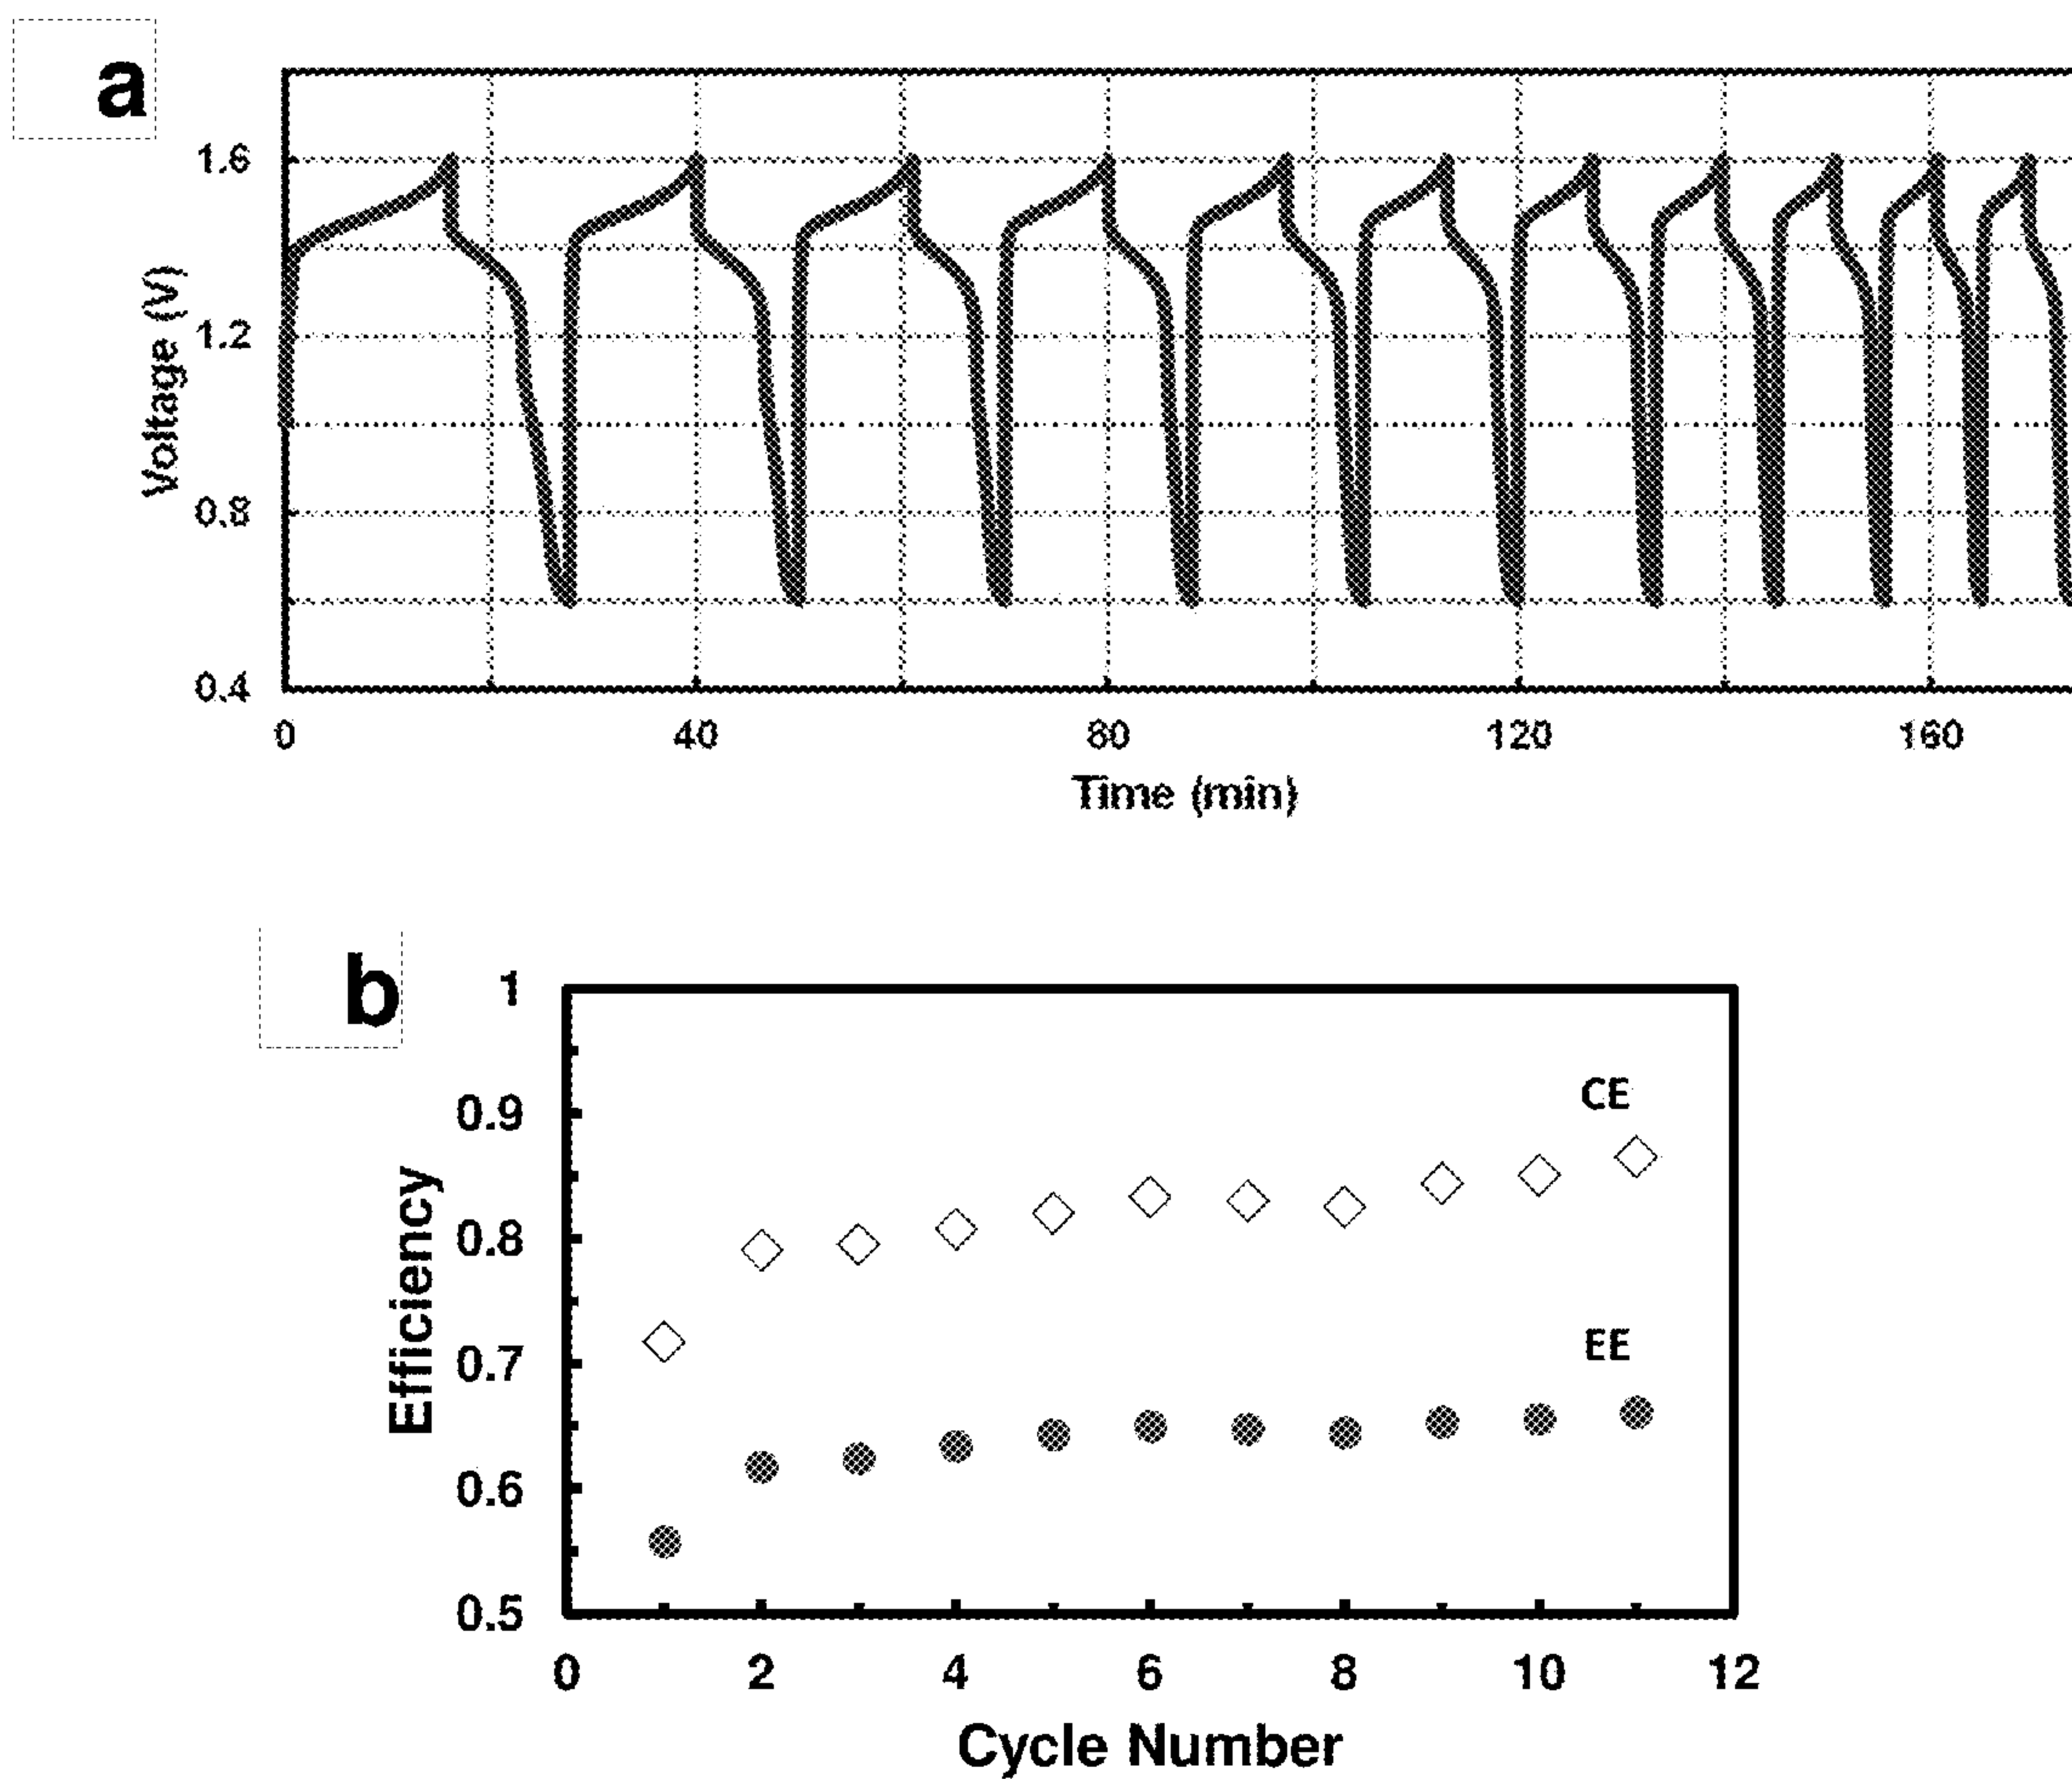 a
1.6
1.2
0.8
0.4
Voltage (V)
0 40 80 120 160
Time (min)
b
1
0.9
0.8
0.7
0.6
0.5
Efficiency
CE
EE
0 2 4 6 8 10 12
Cycle Number